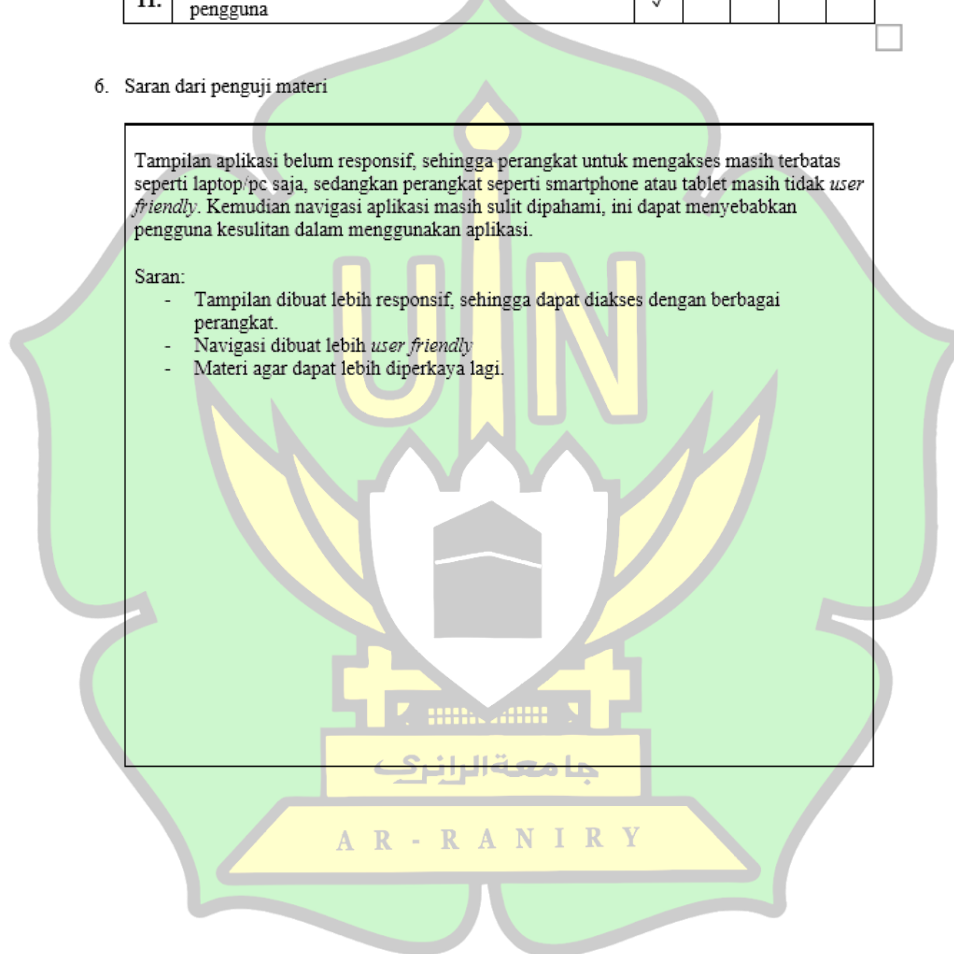 11.
pengguna
√
6. Saran dari penguji materi
Tampilan aplikasi belum responsif, sehingga perangkat untuk mengakses masih terbatas
seperti laptop/pc saja, sedangkan perangkat seperti smartphone atau tablet masih tidak user
friendly. Kemudian navigasi aplikasi masih sulit dipahami, ini dapat menyebabkan
pengguna kesulitan dalam menggunakan aplikasi.
Saran:
- Tampilan dibuat lebih responsif, sehingga dapat diakses dengan berbagai
perangkat.
- Navigasi dibuat lebih user friendly
- Materi agar dapat lebih diperkaya lagi.
UIN
جامعة الرانري
AR-RANIRY